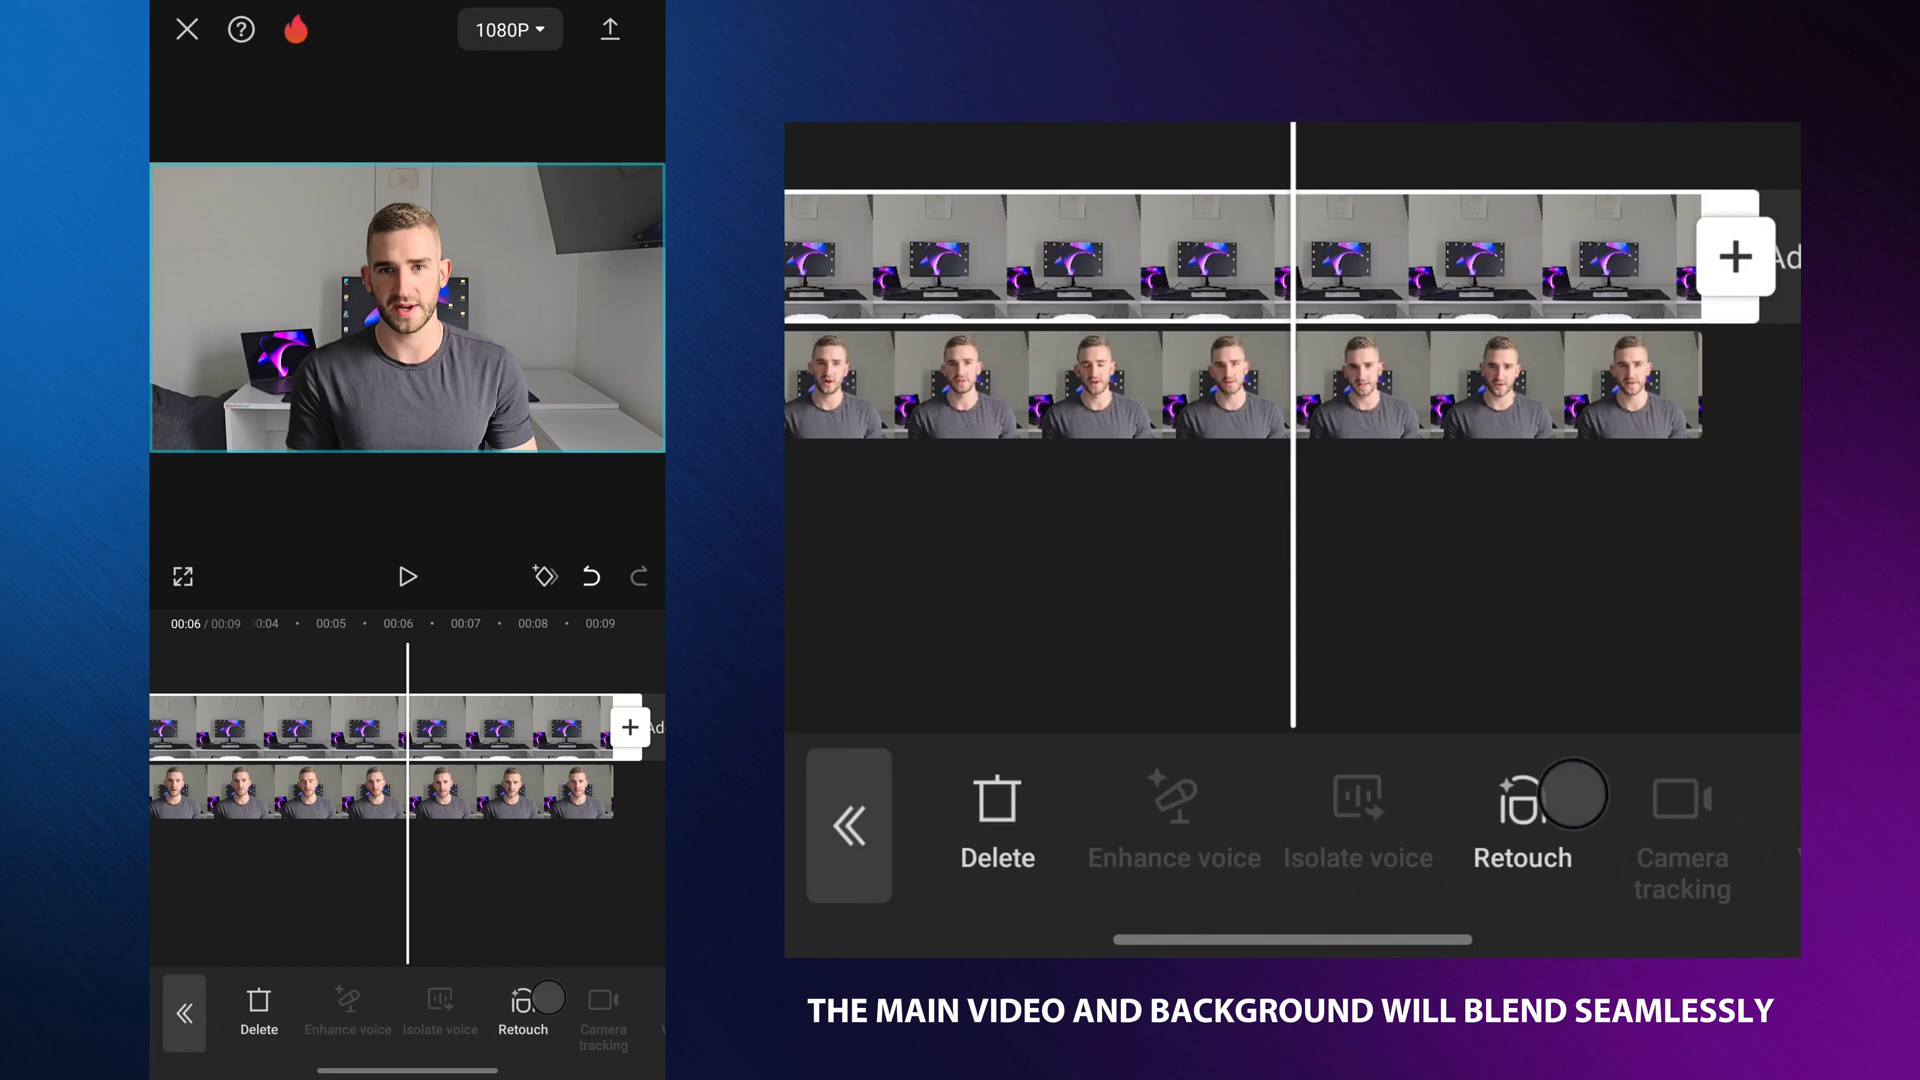 1080P
00:06 / 00:09
0:04
00:05
00:06
00:07
00:08
00:09
Ad
Delete
Enhance voice
Isolate voice
Retouch
Camera
tracking
Ad
Delete
Enhance voice
Isolate voice
Retouch
Camera
tracking
THE MAIN VIDEO AND BACKGROUND WILL BLEND SEAMLESSLY